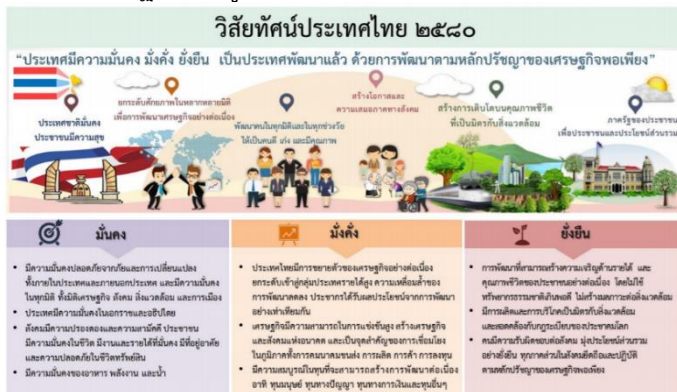 วิสัยทัศน์ประเทศไทย ๒๕๘๐
“ประเทศมีความมั่นคง มั่งคั่ง ยั่งยืน เป็นประเทศพัฒนาแล้ว ด้วยการพัฒนาตามหลักปรัชญาของเศรษฐกิจพอเพียง”
ประเทศชาติมั่นคง
ประชาชนมีความสุข
ยกระดับศักยภาพในหลากหลายมิติ
เพื่อการพัฒนาเศรษฐกิจอย่างต่อเนื่อง
พัฒนาคนในทุกมิติและในทุกช่วงวัย
ให้เป็นคนดี เก่ง และมีคุณภาพ
สร้างโอกาสและ
ความเสมอภาคทางสังคม
สร้างการเติบโตบนคุณภาพชีวิต
ที่เป็นมิตรกับสิ่งแวดล้อม
ภาครัฐของประชาชน
เพื่อประชาชนและประโยชน์ส่วนรวม
มั่นคง
• มีความมั่นคงปลอดภัยจากภัยและการเปลี่ยนแปลง
ทั้งภายในประเทศและภายนอกประเทศ และมีความมั่นคง
ในทุกมิติ ทั้งมิติเศรษฐกิจ สังคม สิ่งแวดล้อม และการเมือง
• ประเทศมีความมั่นคงในเอกราชและอธิปไตย
• สังคมมีความปรองดองและความสามัคคี ประชาชน
มีความมั่นคงในชีวิต มีงานและรายได้ที่มั่นคง มีที่อยู่อาศัย
และความปลอดภัยในชีวิตทรัพย์สิน
• มีความมั่นคงของอาหาร พลังงาน และน้ำ
มั่งคั่ง
• ประเทศไทยมีการขยายตัวของเศรษฐกิจอย่างต่อเนื่อง
ยกระดับเข้าสู่กลุ่มประเทศรายได้สูง ความเหลื่อมล้ำของ
การพัฒนาลดลง ประชากรได้รับผลประโยชน์จากการพัฒนา
อย่างเท่าเทียมกัน
• เศรษฐกิจมีความสามารถในการแข่งขันสูง สร้างเศรษฐกิจ
และสังคมแห่งอนาคต และเป็นจุดสำคัญของการเชื่อมโยง
ในภูมิภาคทั้งการคมนาคมขนส่ง การผลิต การค้า การลงทุน
• มีความสมบูรณ์ในทุนที่จะสามารถสร้างการพัฒนาต่อเนื่อง
อาทิ ทุนมนุษย์ ทุนทางปัญญา ทุนทางการเงินและทุนอื่นๆ
ยั่งยืน
• การพัฒนาที่สามารถสร้างความเจริญด้านรายได้ และ
คุณภาพชีวิตของประชาชนอย่างต่อเนื่อง โดยไม่ใช้
ทรัพยากรธรรมชาติเกินพอดี ไม่สร้างมลภาวะต่อสิ่งแวดล้อม
• มีการผลิตและการบริโภคเป็นมิตรกับสิ่งแวดล้อม
และสอดคล้องกับกฎระเบียบของประชาคมโลก
• คนมีความรับผิดชอบต่อสังคม มุ่งประโยชน์ส่วนรวม
อย่างยั่งยืน ทุกภาคส่วนในสังคมยึดถือและปฏิบัติ
ตามหลักปรัชญาของเศรษฐกิจพอเพียง